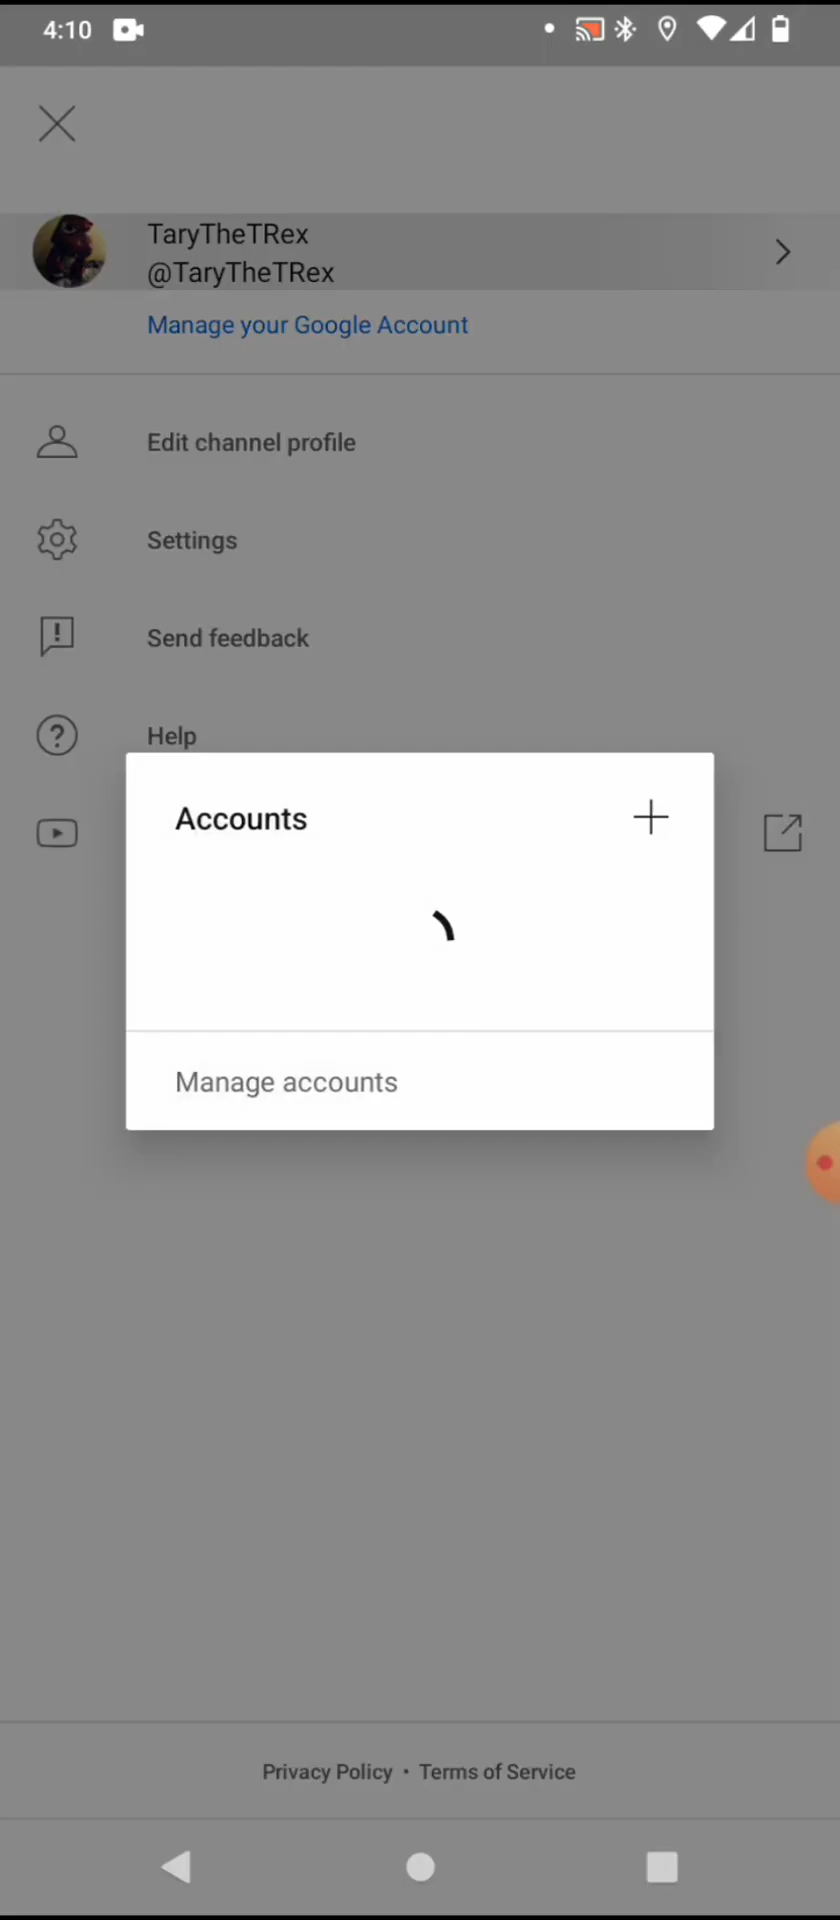 4:10
TaryTheTRex
@TaryTheTRex
Manage your Google Account
Edit channel profile
Settings
Send feedback
Help
Accounts
Manage accounts
Privacy Policy • Terms of Service